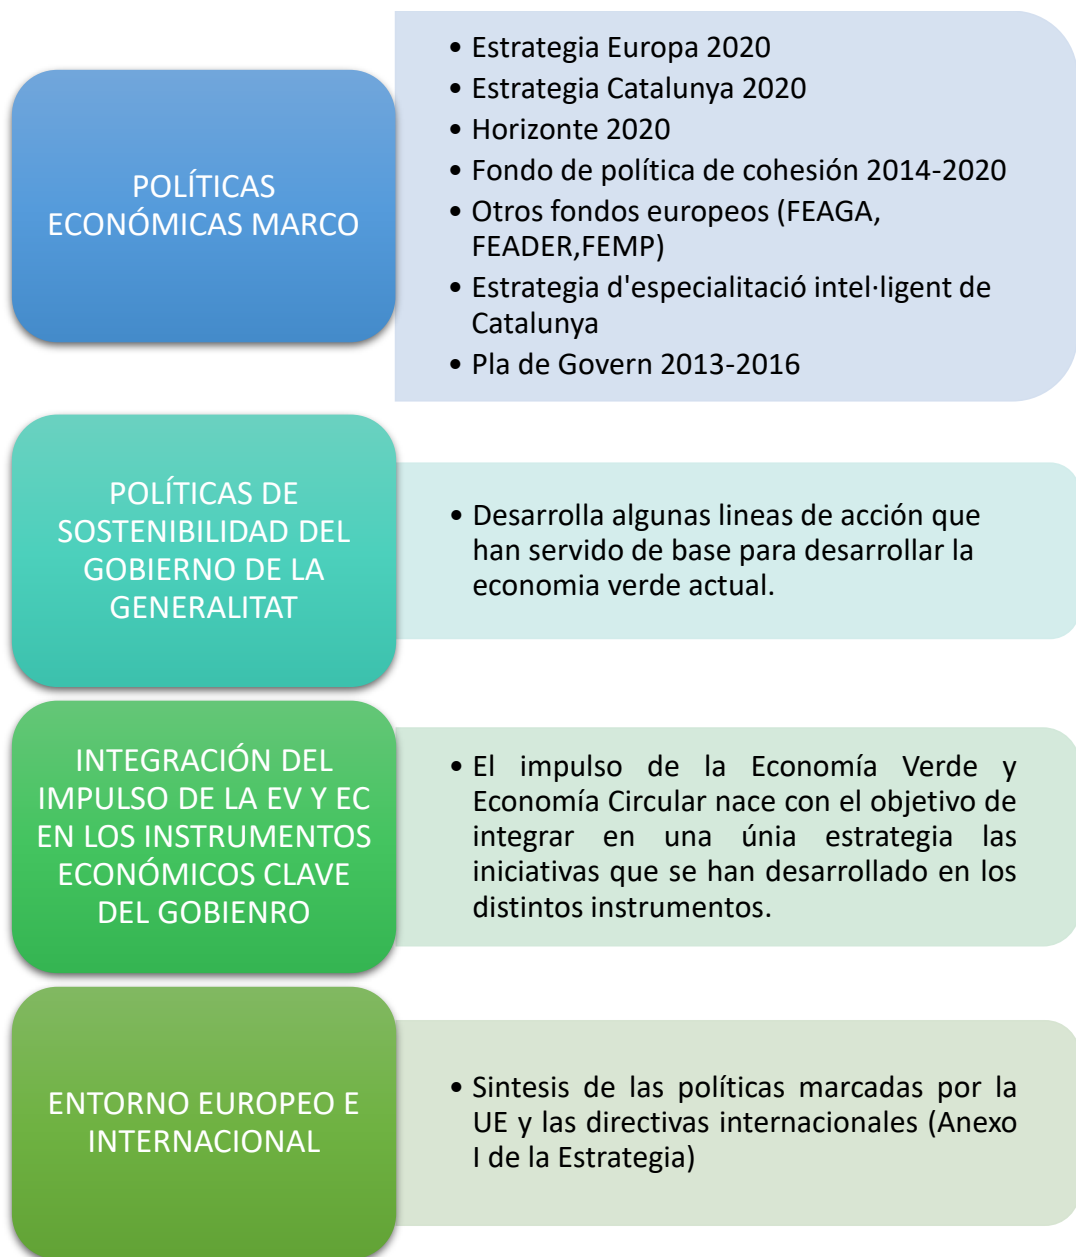 POLÍTICAS
ECONÓMICAS MARCO
• Estrategia Europa 2020
• Estrategia Catalunya 2020
• Horizonte 2020
• Fondo de política de cohesión 2014-2020
• Otros fondos europeos (FEAGA,
FEADER,FEMP)
• Estrategia d'especialitació intel·ligent de
Catalunya
• Pla de Govern 2013-2016
POLÍTICAS DE
SOSTENIBILIDAD DEL
GOBIERNO DE LA
GENERALITAT
• Desarrolla algunas lineas de acción que
han servido de base para desarrollar la
economia verde actual.
INTEGRACIÓN DEL
IMPULSO DE LA EV Y EC
EN LOS INSTRUMENTOS
ECONÓMICOS CLAVE
DEL GOBIENRO
• El impulso de la Economía Verde y
Economía Circular nace con el objetivo de
integrar en una únia estrategia las
iniciativas que se han desarrollado en los
distintos instrumentos.
ENTORNO EUROPEO E
INTERNACIONAL
• Sintesis de las políticas marcadas por la
UE y las directivas internacionales (Anexo
I de la Estrategia)